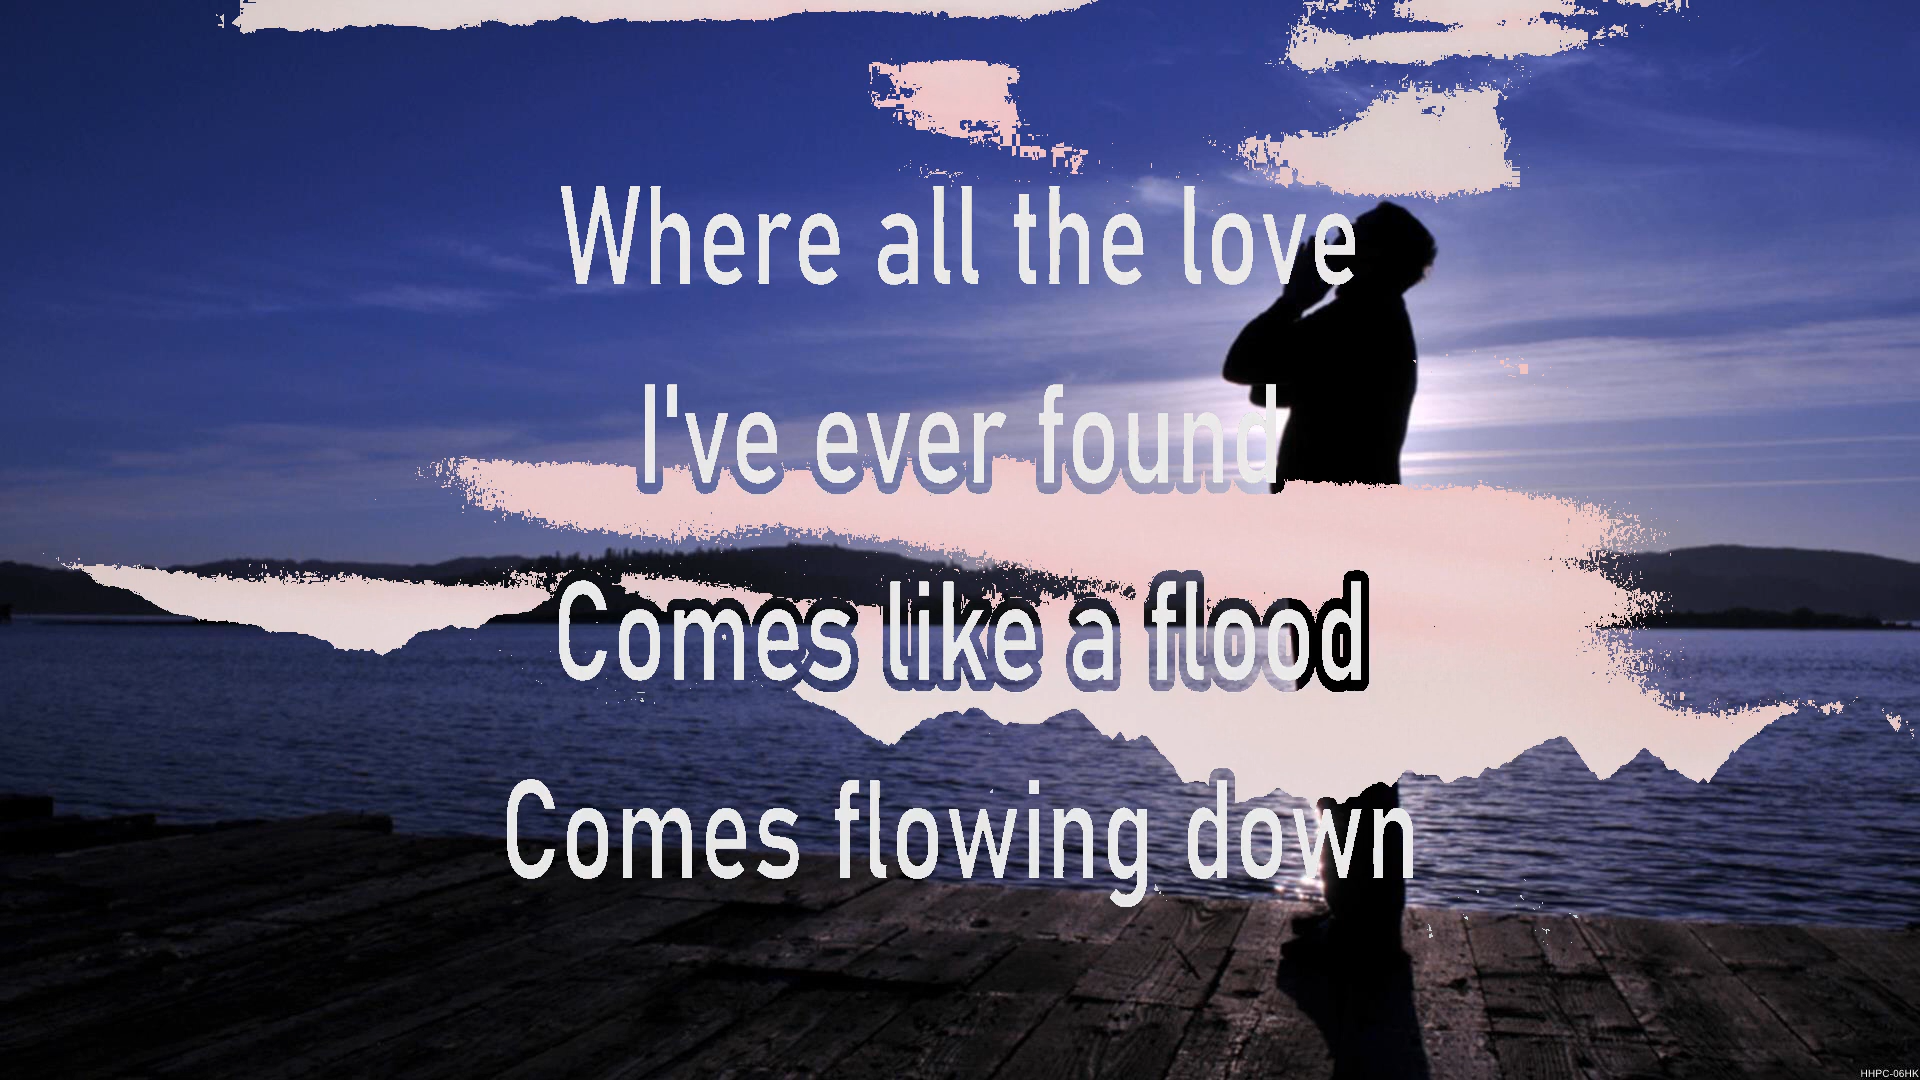 Where all the love
I've ever found
Comes like a flood
Comes flowing down
HHPC-06HK